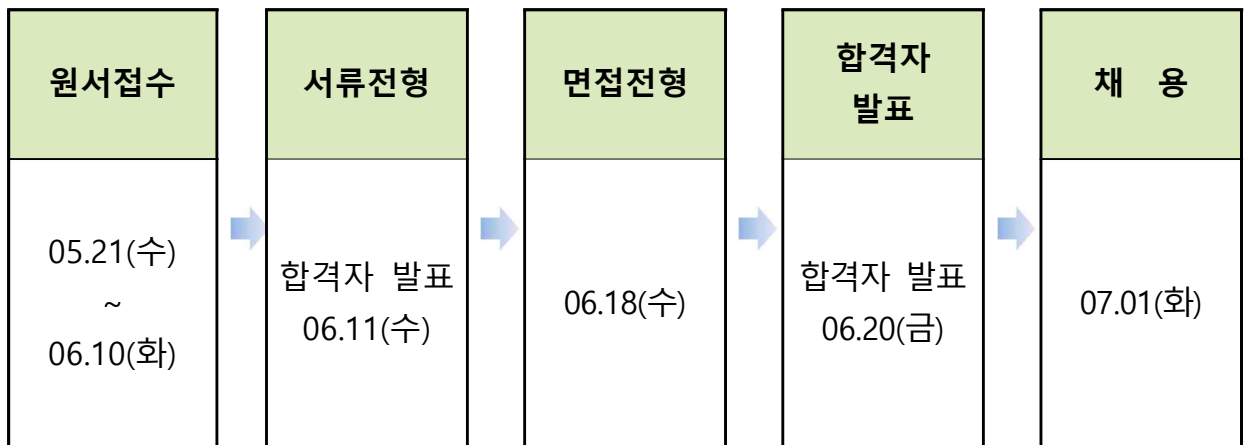 원서접수
05.21(수)
~
06.10(화)
서류전형
합격자 발표
06.11(수)
면접전형
06.18(수)
합격자
발표
합격자 발표
06.20(금)
채 용
07.01(화)